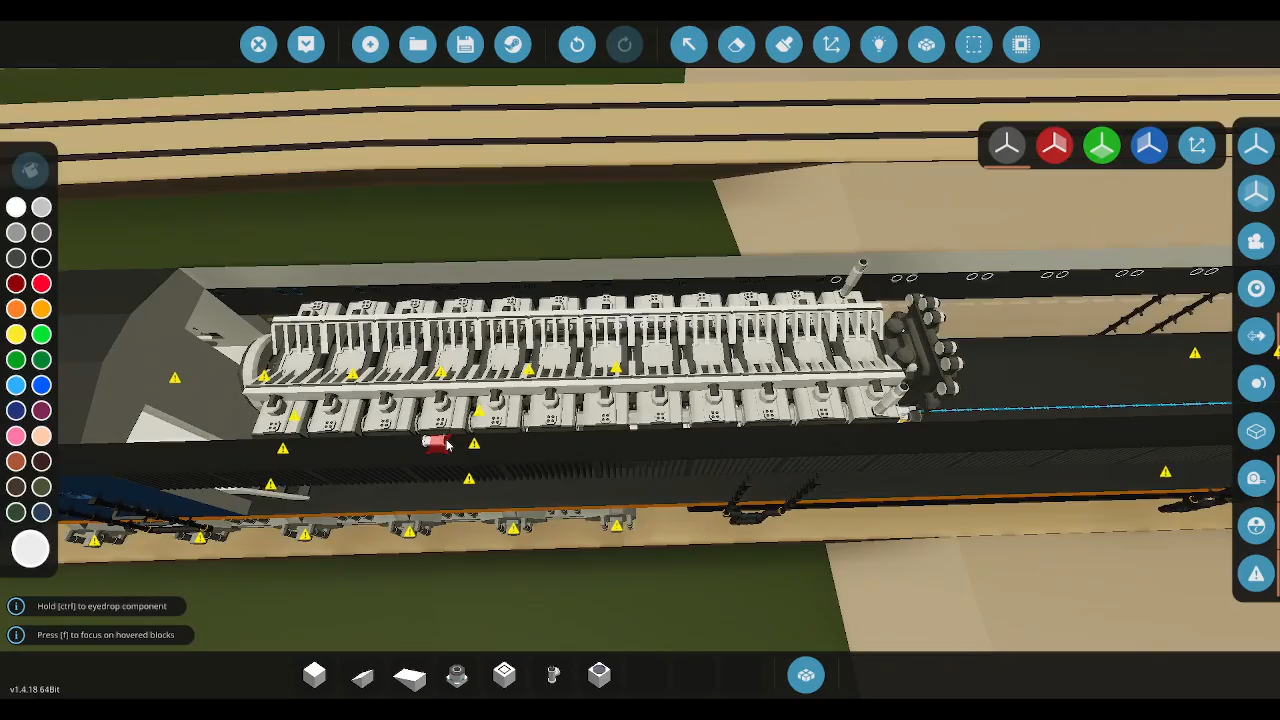 Hold [ctrl] to eyedrop component
Press [f] to focus on hovered blocks
v1.4.18 64Bit